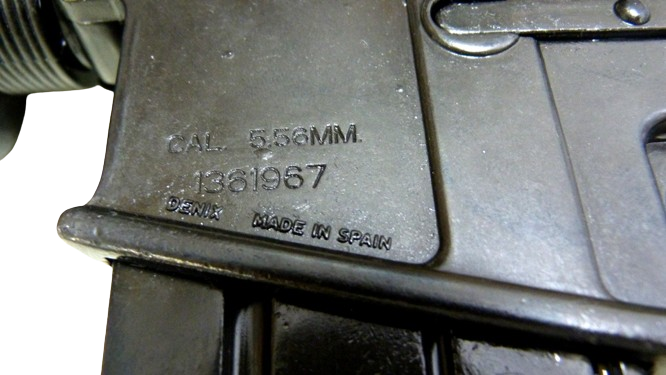 CAL. 5.56MM.
1361967
DENIX MADE IN SPAIN